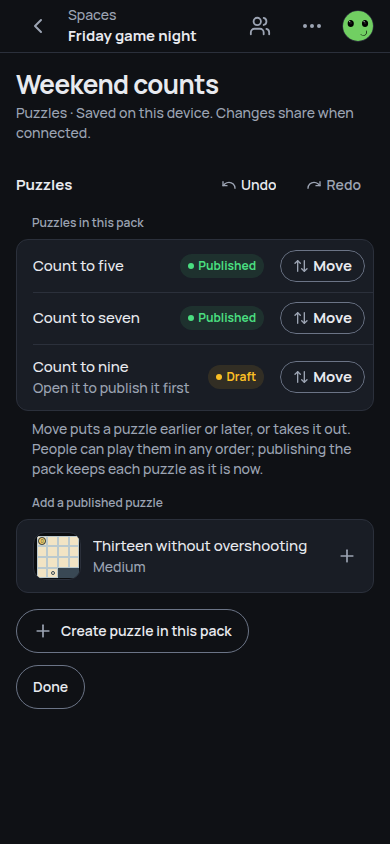 Spaces
Friday game night
Weekend counts
Puzzles · Saved on this device. Changes share when
connected.
Puzzles
Undo
Redo
Puzzles in this pack
Count to five
Published
Move
Count to seven
Published
Move
Count to nine
Open it to publish it first
Draft
Move
Move puts a puzzle earlier or later, or takes it out.
People can play them in any order; publishing the
pack keeps each puzzle as it is now.
Add a published puzzle
Thirteen without overshooting
Medium
Create puzzle in this pack
Done